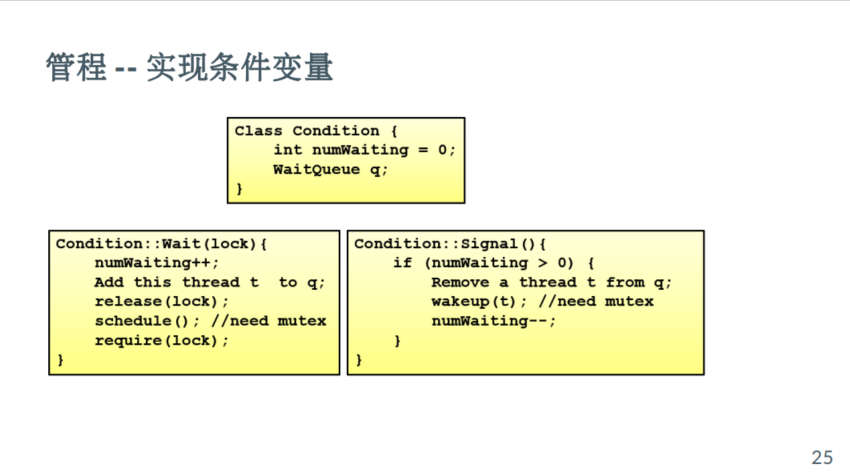 管程 -- 实现条件变量
Class Condition {
    int numWaiting = 0;
    WaitQueue q;
}
Condition::Wait(lock){
    numWaiting++;
    Add this thread t  to q;
    release(lock);
    schedule(); //need mutex
    require(lock);
}
Condition::Signal(){
    if (numWaiting > 0) {
        Remove a thread t from q;
        wakeup(t); //need mutex
        numWaiting--;
    }
}
25